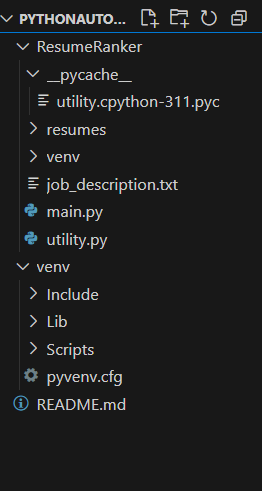 PYTHONAUTO...
ResumeRanker
__pycache__
utility.cpython-311.pyc
resumes
venv
job_description.txt
main.py
utility.py
venv
Include
Lib
Scripts
pyvenv.cfg
README.md